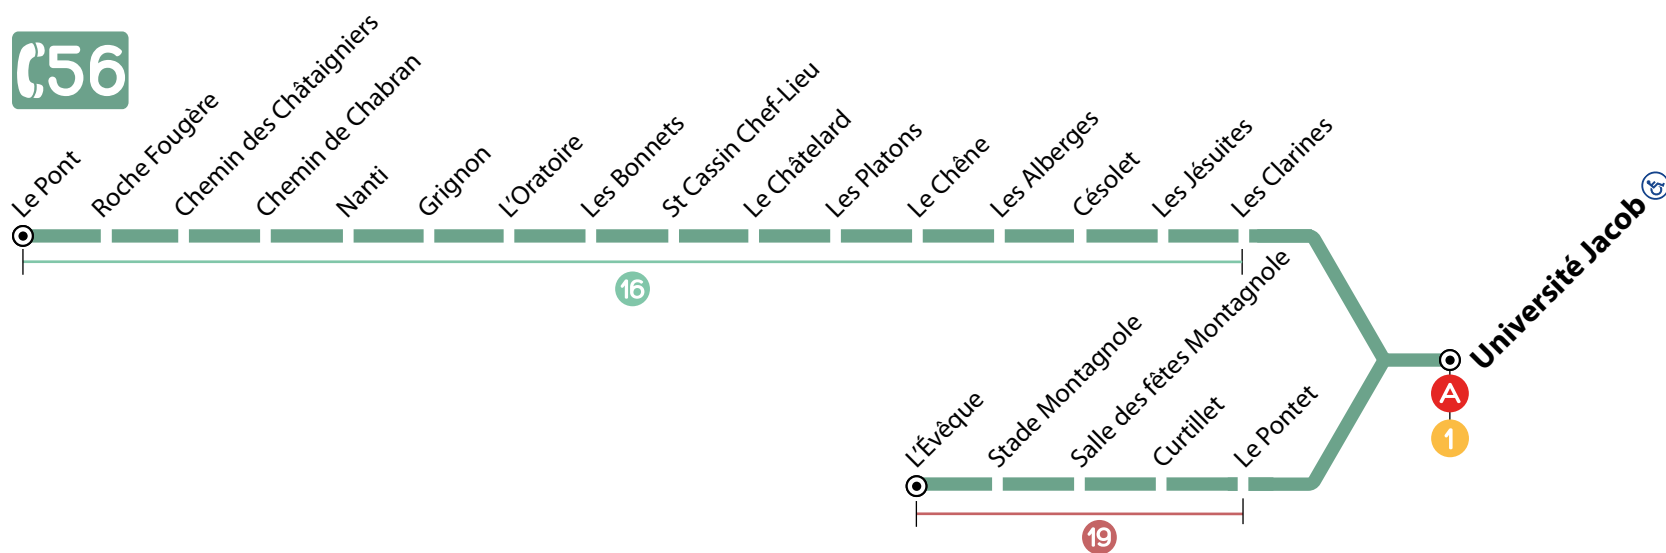 56
Le Pont
Roche Fougère
Chemin des Châtaigniers
Chemin de Chabran
Nanti
Grignon
L'Oratoire
Les Bonnets
St Cassin Chef-Lieu
Le Châtelard
Les Platons
Le Chêne
Les Alberges
Césolet
Les Jésuites
Les Clarines
16
Université Jacob
A
1
L'Évêque
Stade Montagnole
Salle des fêtes Montagnole
Curtillet
Le Pontet
19